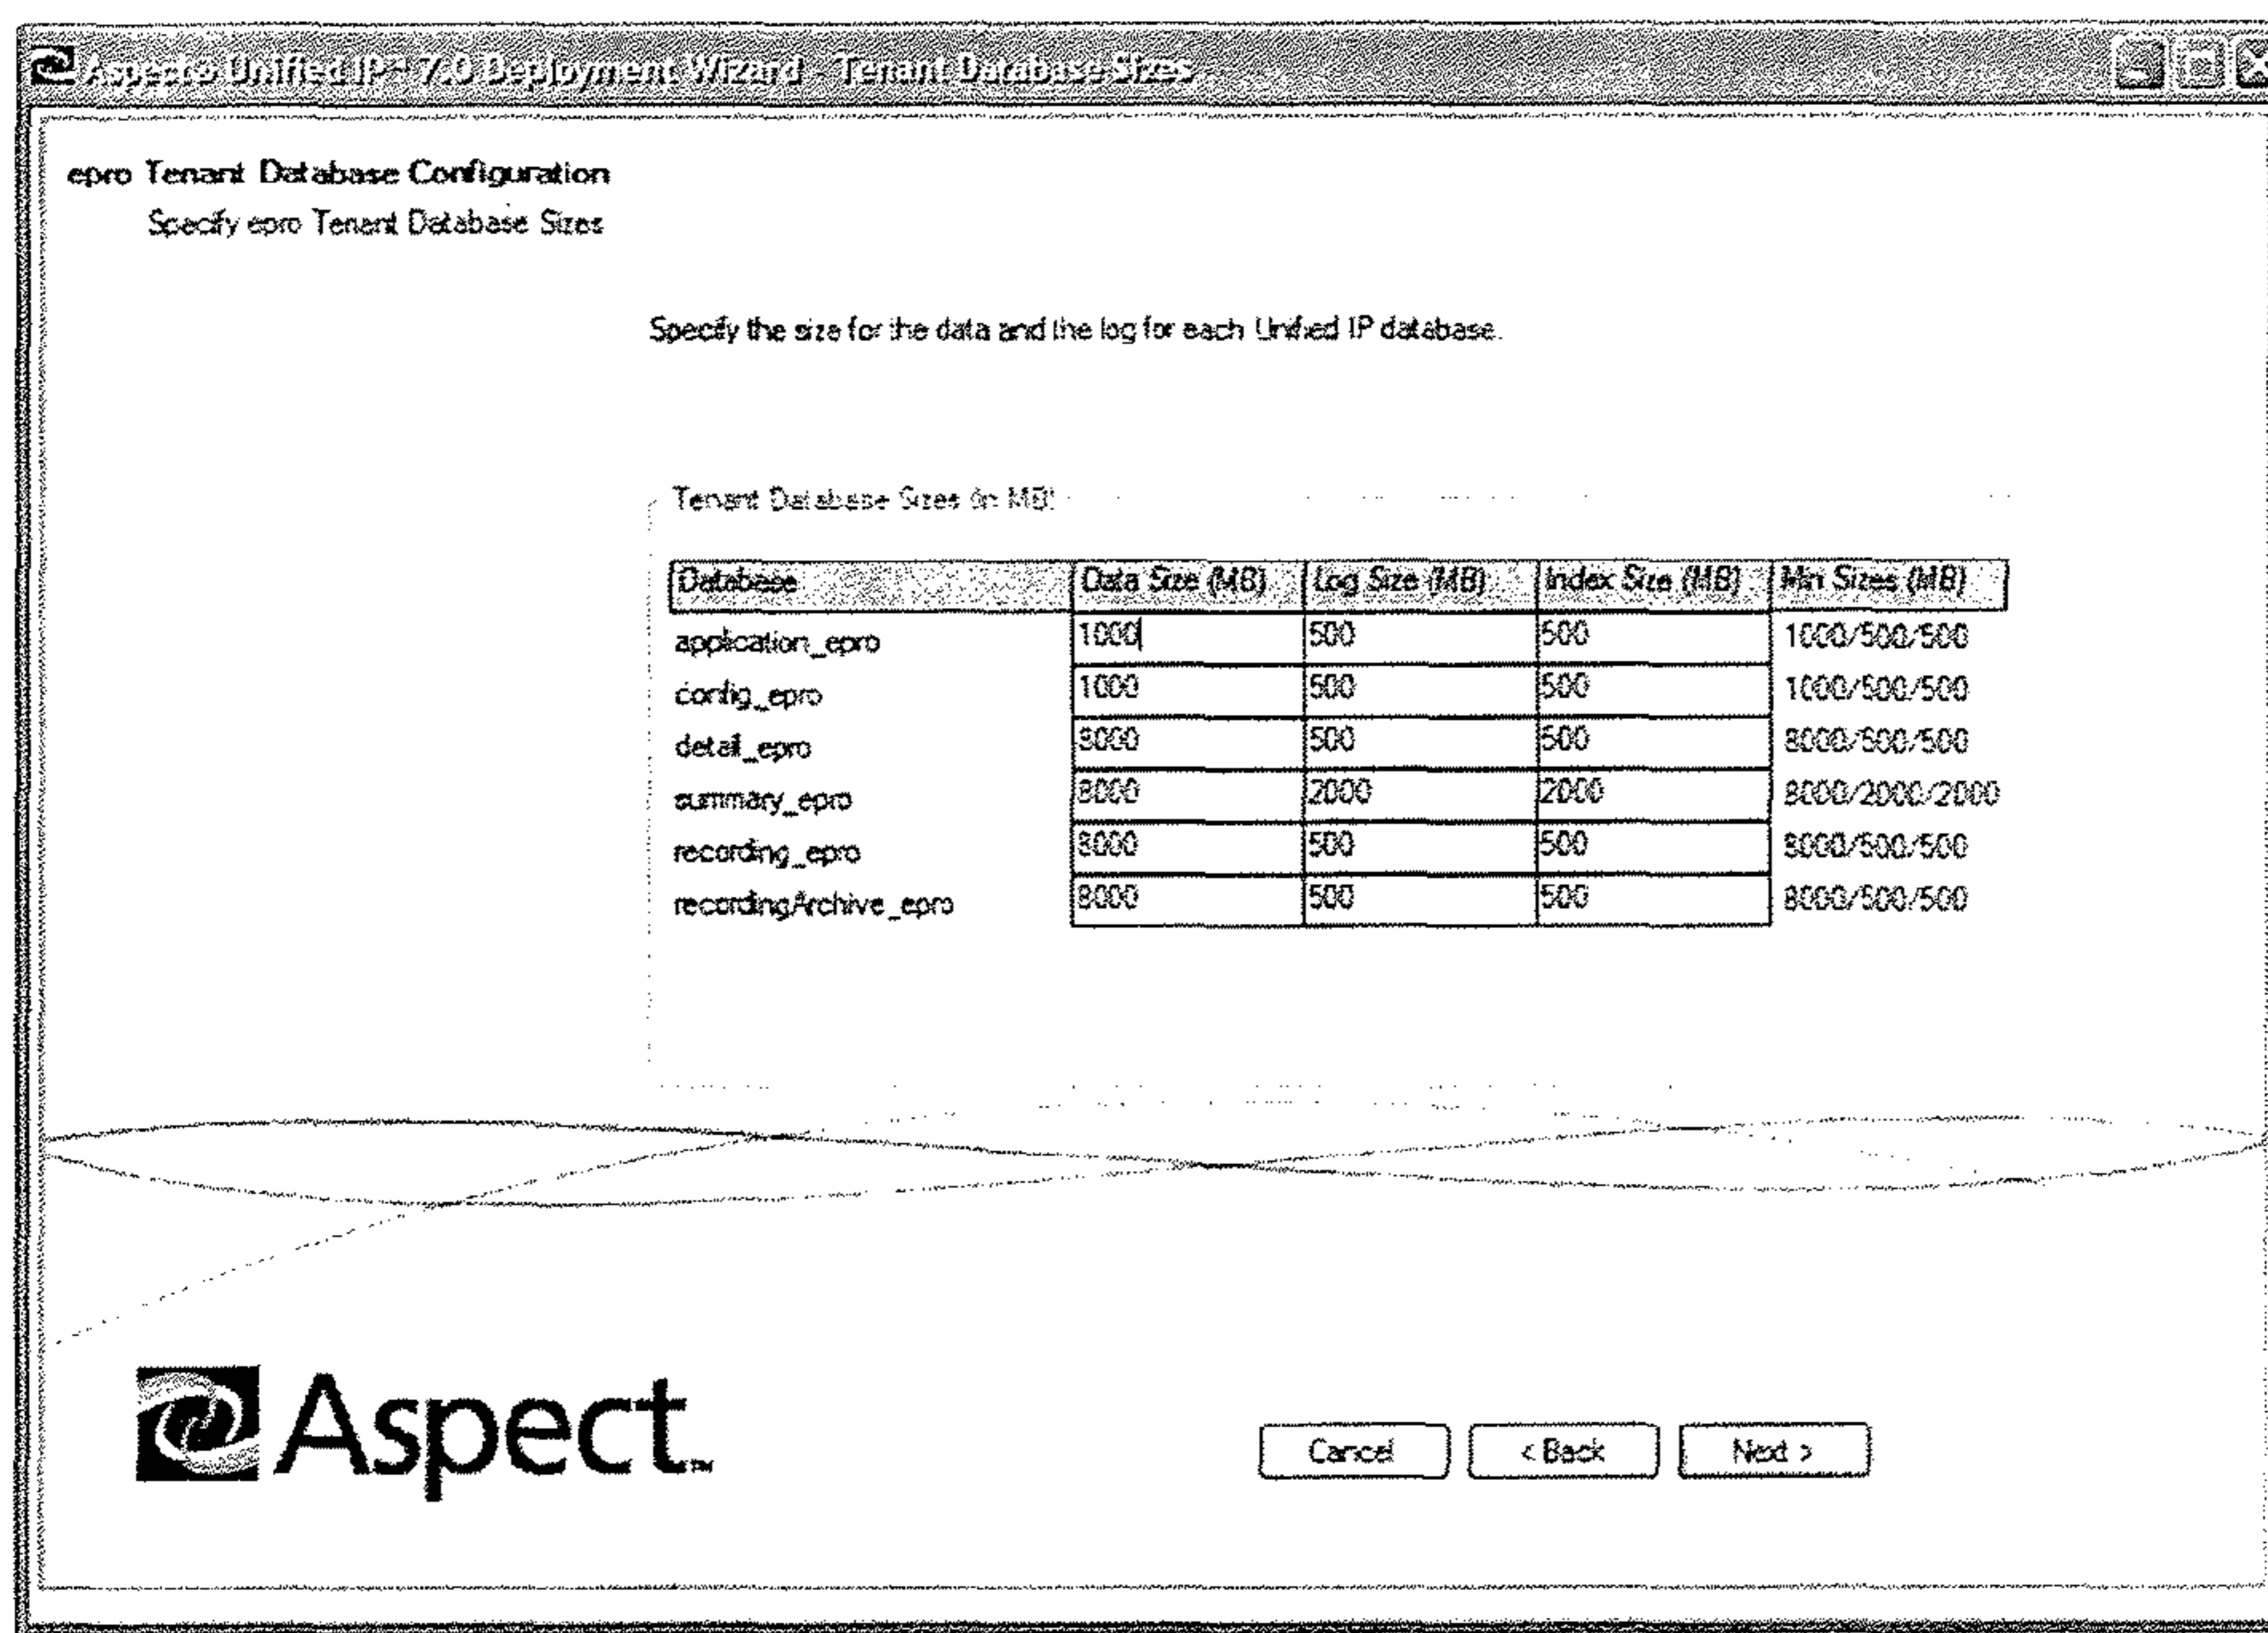 Aspect® Unified IP™ 7.0 Deployment Wizard - Tenant Database Sizes
epro Tenant Database Configuration
Specify epro Tenant Database Sizes
Specify the size for the data and the log for each Unified IP database.
Tenant Database Sizes (in MB)
Database Data Size (MB) Log Size (MB) Index Size (MB) Min Sizes (MB)
application_epro 1000 500 500 1000/500/500
config_epro 1000 500 500 1000/500/500
detail_epro 8000 500 500 8000/500/500
summary_epro 8000 2000 2000 8000/2000/2000
recording_epro 8000 500 500 8000/500/500
recordingArchive_epro 8000 500 500 8000/500/500
Aspect™
Cancel < Back Next >